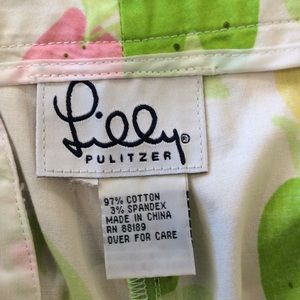 Lilly®
PULITZER
97% COTTON
3% SPANDEX
MADE IN CHINA
RN 88189
OVER FOR CARE